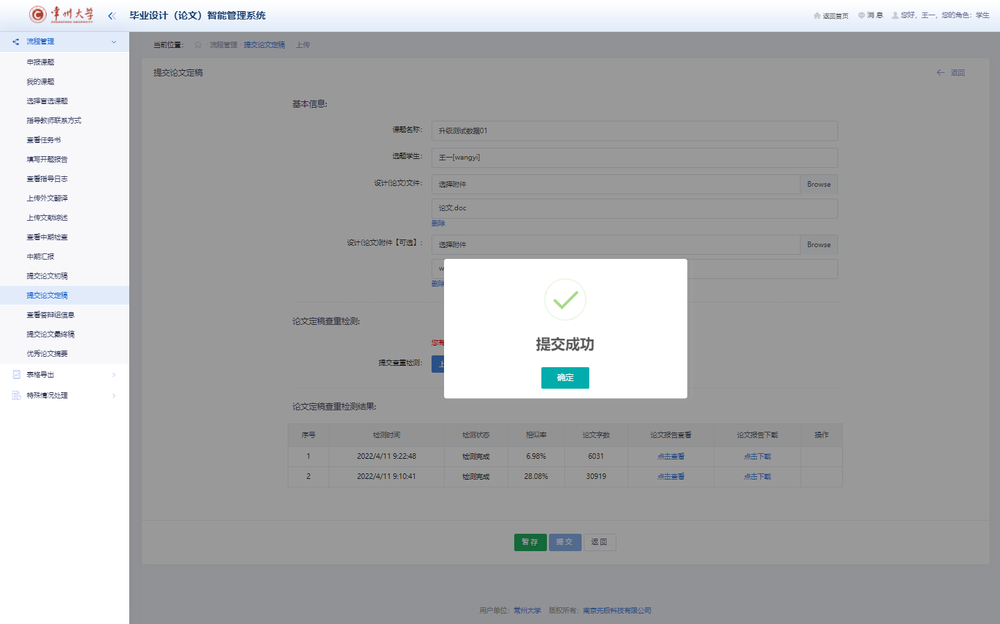 常州大学
CHANGZHOU UNIVERSITY
毕业设计（论文）智能管理系统
返回首页
消 息
您好，王一，您的角色：学生
流程管理
申报课题
我的课题
选择盲选课题
指导教师联系方式
查看任务书
填写开题报告
查看指导日志
上传外文翻译
上传文献综述
查看中期检查
中期汇报
提交论文初稿
提交论文定稿
查看答辩组信息
提交论文最终稿
优秀论文摘要
表格导出
特殊情况处理
当前位置： 流程管理 提交论文定稿 上传
提交论文定稿
返回
基本信息:
课题名称: 升级测试数据01
选题学生: 王一[wangyi]
设计(论文)文件: 选择附件 Browse
论文.doc
删除
设计(论文)附件【可选】: 选择附件 Browse
删除
论文定稿查重检测:
您有
提交查重检测: 上
提交成功
确定
论文定稿查重检测结果:
序号 检测时间 检测状态 相似率 论文字数 论文报告查看 论文报告下载 操作
1 2022/4/11 9:22:48 检测完成 6.98% 6031 点击查看 点击下载
2 2022/4/11 9:10:41 检测完成 28.08% 30919 点击查看 点击下载
暂存 提交 返回
用户单位：常州大学 版权所有：南京先极科技有限公司